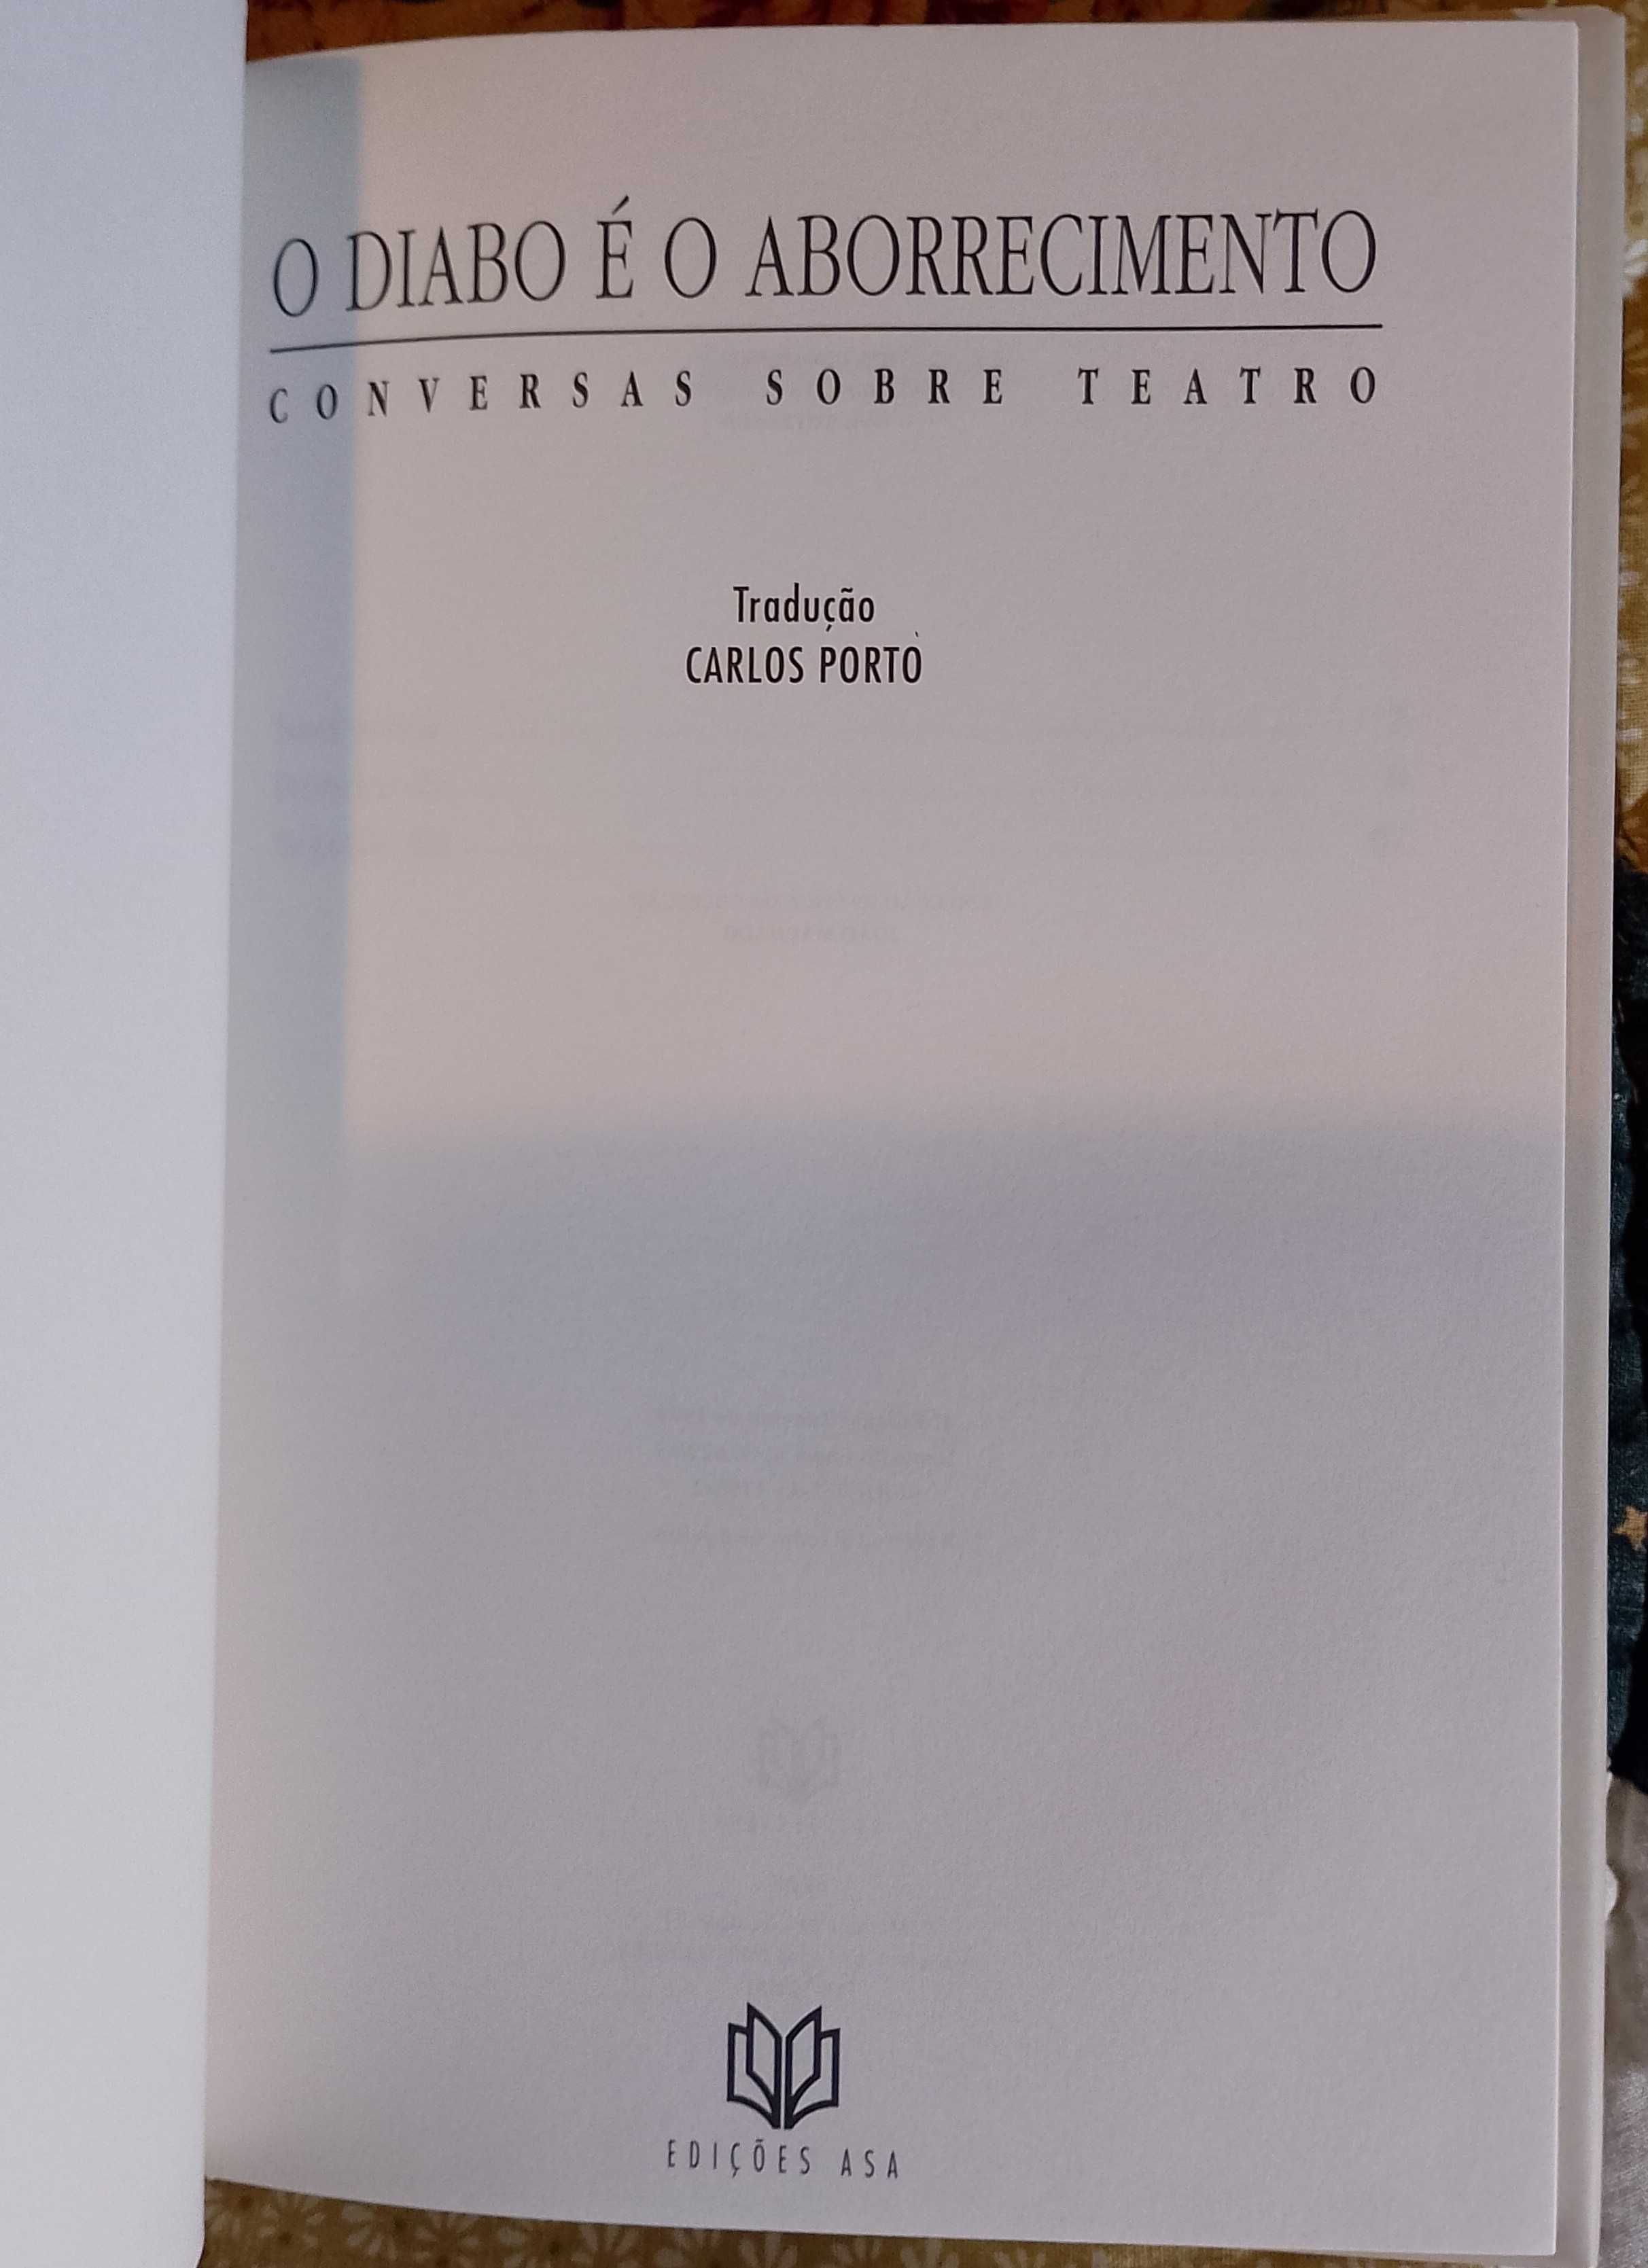 O DIABO É O ABORRECIMENTO
CONVERSAS SOBRE TEATRO
Tradução
CARLOS PORTO
EDIÇÕES ASA